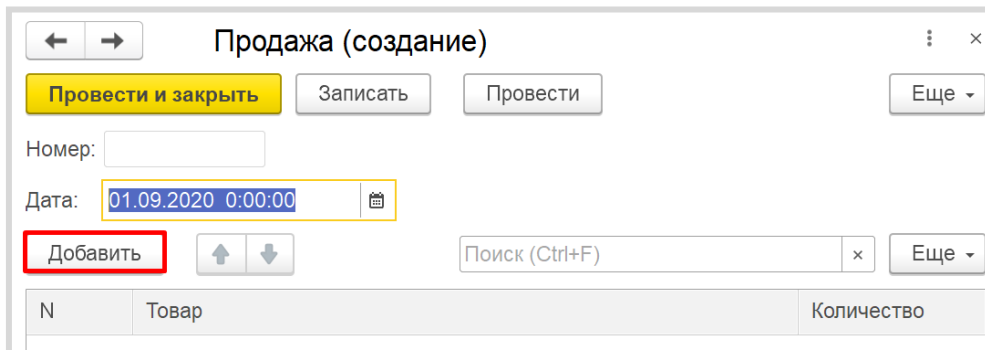 Продажа (создание)
Провести и закрыть Записать Провести Еще
Номер:
Дата: 01.09.2020 0:00:00
Добавить Поиск (Ctrl+F) × Еще
N Товар Количество